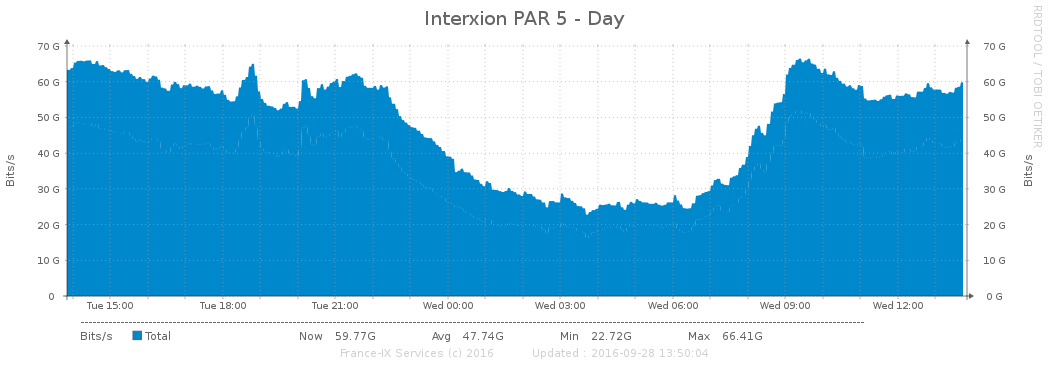 Interxion PAR 5 - Day
RRDTOOL / TOBI OETIKER
Bits/s
70 G
60 G
50 G
40 G
30 G
20 G
10 G
0
70 G
60 G
50 G
40 G
30 G
20 G
10 G
0 G
Bits/s
Tue 15:00 Tue 18:00 Tue 21:00 Wed 00:00 Wed 03:00 Wed 06:00 Wed 09:00 Wed 12:00
Bits/s Total Now 59.77G Avg 47.74G Min 22.72G Max 66.41G
France-IX Services (c) 2016 Updated : 2016-09-28 13:50:04